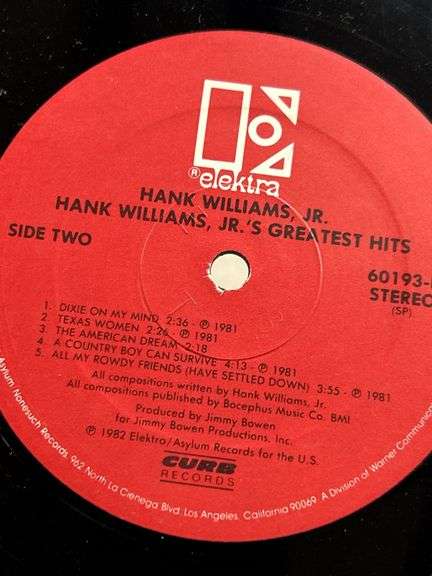 ® elektra
HANK WILLIAMS, JR.
HANK WILLIAMS, JR.'S GREATEST HITS
SIDE TWO
60193-
STEREO
(SP)
1. DIXIE ON MY MIND 2:36 - ℗ 1981
2. TEXAS WOMEN 2:26 - ℗ 1981
3. THE AMERICAN DREAM 2:18
4. A COUNTRY BOY CAN SURVIVE 4:13 - ℗ 1981
5. ALL MY ROWDY FRIENDS (HAVE SETTLED DOWN) 3:55 - ℗ 1981
All compositions written by Hank Williams, Jr.
All compositions published by Bocephus Music Co. BMI
Produced by Jimmy Bowen
for Jimmy Bowen Productions, Inc.
℗ 1982 Elektra/Asylum Records for the U.S.
CURB
RECORDS
Asylum Nonesuch Records, 962 North La Cienega Blvd. Los Angeles, California 90069. A Division of Warner Communi